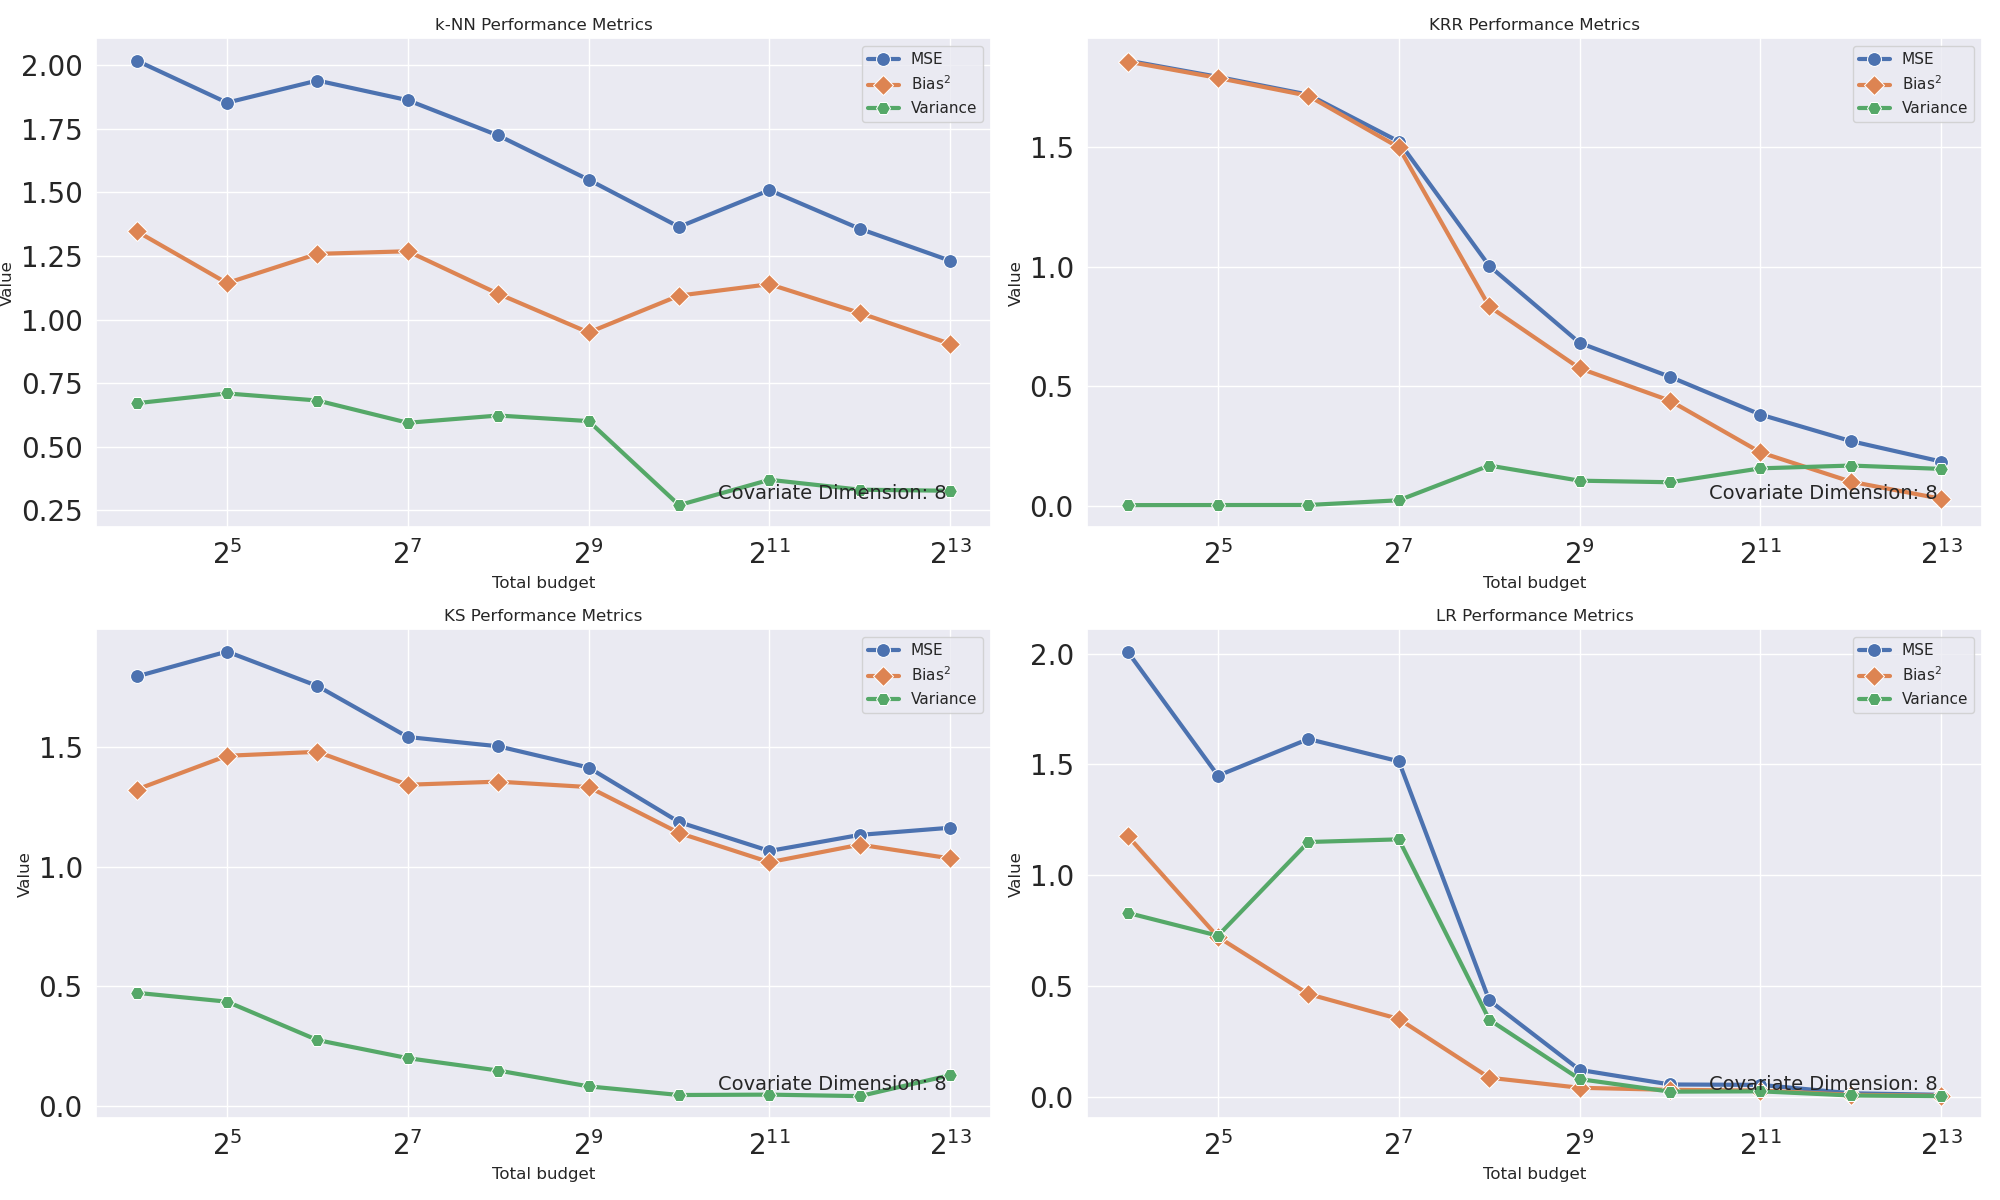 k-NN Performance Metrics
2.00
1.75
1.50
1.25
1.00
0.75
0.50
0.25
Value
MSE
Bias²
Variance
Covariate Dimension: 8
2⁵ 2⁷ 2⁹ 2¹¹ 2¹³
Total budget
KRR Performance Metrics
1.5
1.0
0.5
0.0
Value
MSE
Bias²
Variance
Covariate Dimension: 8
2⁵ 2⁷ 2⁹ 2¹¹ 2¹³
Total budget
KS Performance Metrics
1.5
1.0
0.5
0.0
Value
MSE
Bias²
Variance
Covariate Dimension: 8
2⁵ 2⁷ 2⁹ 2¹¹ 2¹³
Total budget
LR Performance Metrics
2.0
1.5
1.0
0.5
0.0
Value
MSE
Bias²
Variance
Covariate Dimension: 8
2⁵ 2⁷ 2⁹ 2¹¹ 2¹³
Total budget